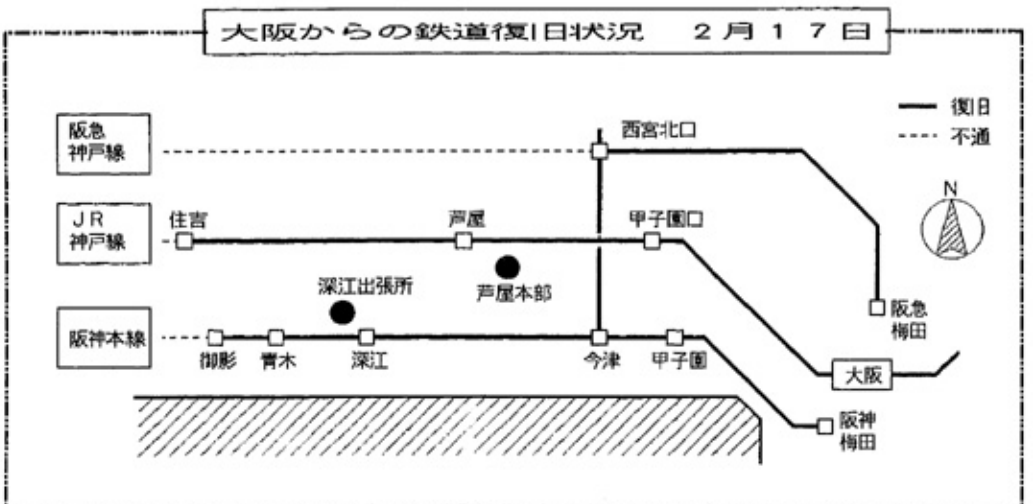 大阪からの鉄道復旧状況　２月１７日
復旧
不通
阪急
神戸線
西宮北口
N
ＪＲ
神戸線
住吉
芦屋
甲子園口
深江出張所
芦屋本部
阪急
梅田
阪神本線
御影
青木
深江
今津
甲子園
大阪
阪神
梅田